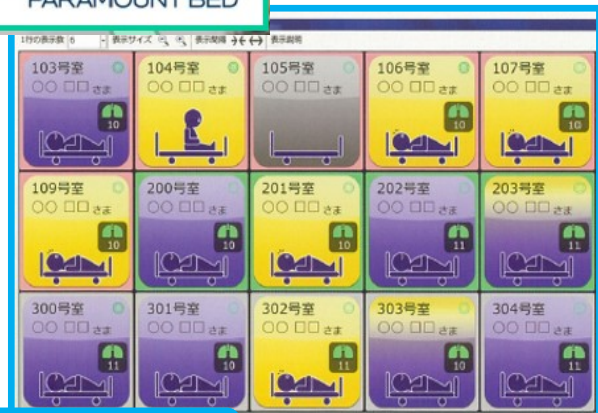 PARAMOUNT BED
1行の表示数 6 表示サイズ 表示間隔 表示説明
103号室 104号室 105号室 106号室 107号室
○○ □□ さま ○○ □□ さま ○○ □□ さま ○○ □□ さま ○○ □□ さま
10 10 10
109号室 200号室 201号室 202号室 203号室
○○ □□ さま ○○ □□ さま ○○ □□ さま ○○ □□ さま ○○ □□ さま
10 10 10 11 11
300号室 301号室 302号室 303号室 304号室
○○ □□ さま ○○ □□ さま ○○ □□ さま ○○ □□ さま ○○ □□ さま
11 10 11 10 11